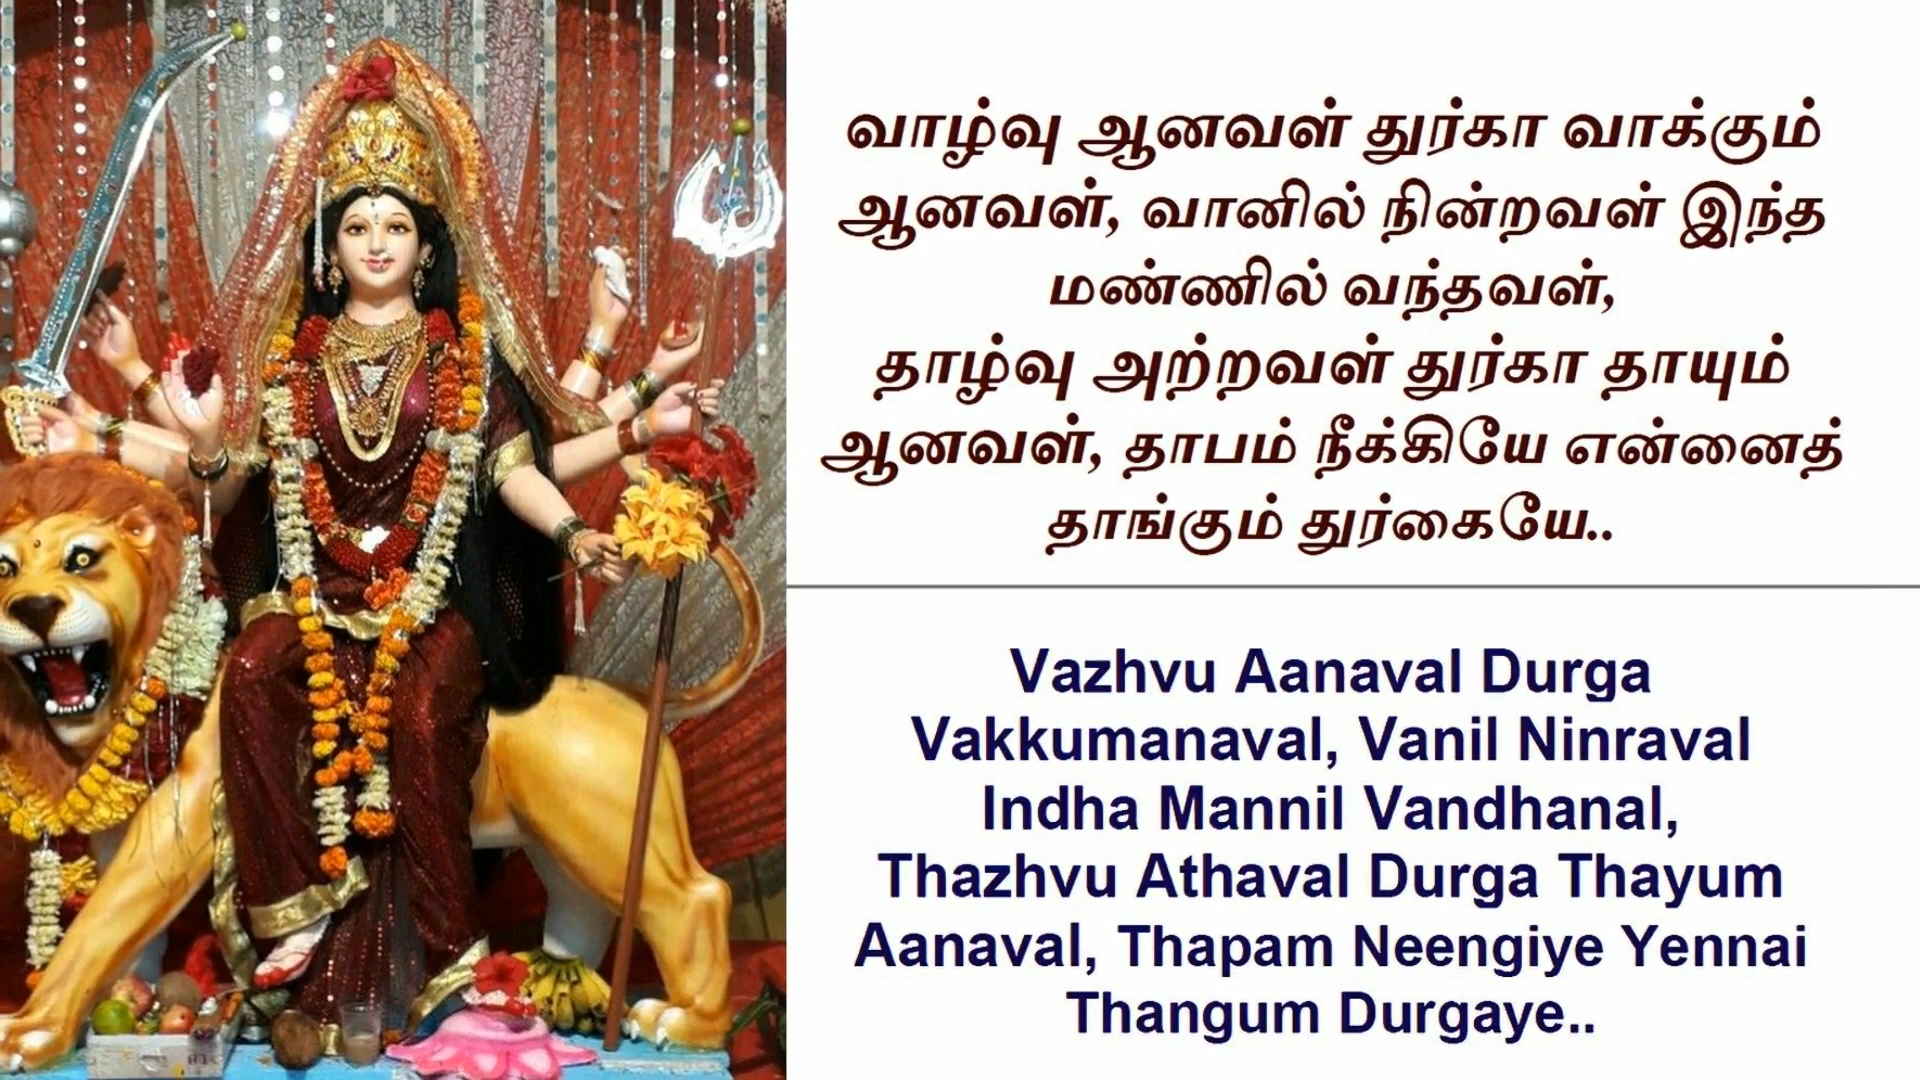 வாழ்வு ஆனவள் துர்கா வாக்கும்
ஆனவள், வானில் நின்றவள் இந்த
மண்ணில் வந்தவள்,
தாழ்வு அற்றவள் துர்கா தாயும்
ஆனவள், தாபம் நீக்கியே என்னைத்
தாங்கும் துர்கையே..
Vazhvu Aanaval Durga
Vakkumanaval, Vanil Ninraval
Indha Mannil Vandhanal,
Thazhvu Athaval Durga Thayum
Aanaval, Thapam Neengiye Yennai
Thangum Durgaye..